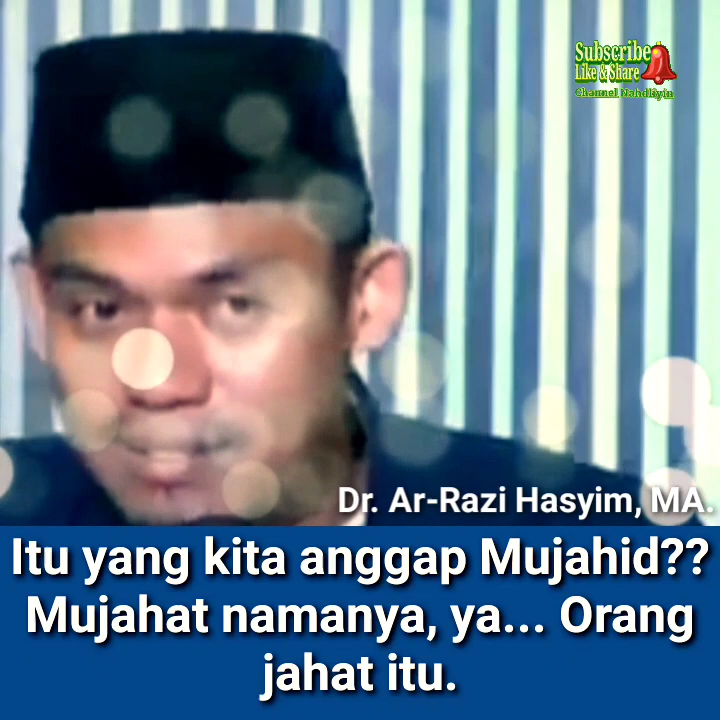 Subscribe
Like & Share
Channel Nahdliyin
Dr. Ar-Razi Hasyim, MA.
Itu yang kita anggap Mujahid??
Mujahat namanya, ya... Orang
jahat itu.